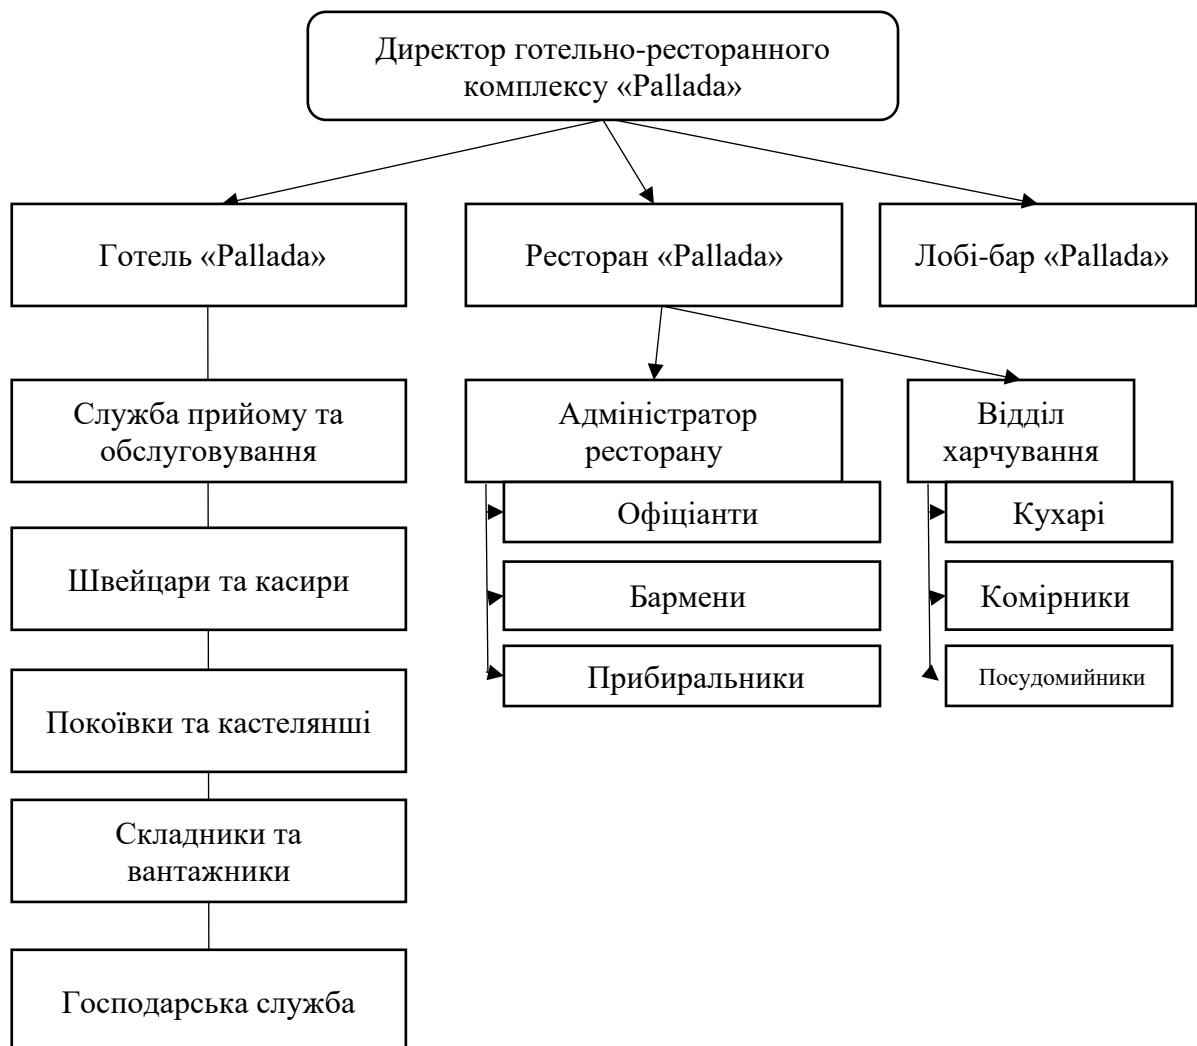 Директор готельно-ресторанного
комплексу «Pallada»
Готель «Pallada»
Ресторан «Pallada»
Лобі-бар «Pallada»
Служба прийому та
обслуговування
Адміністратор
ресторану
Відділ
харчування
Офіціанти
Кухарі
Швейцари та касири
Бармени
Комірники
Прибиральники
Посудомийники
Покоївки та кастелянші
Складники та
вантажники
Господарська служба